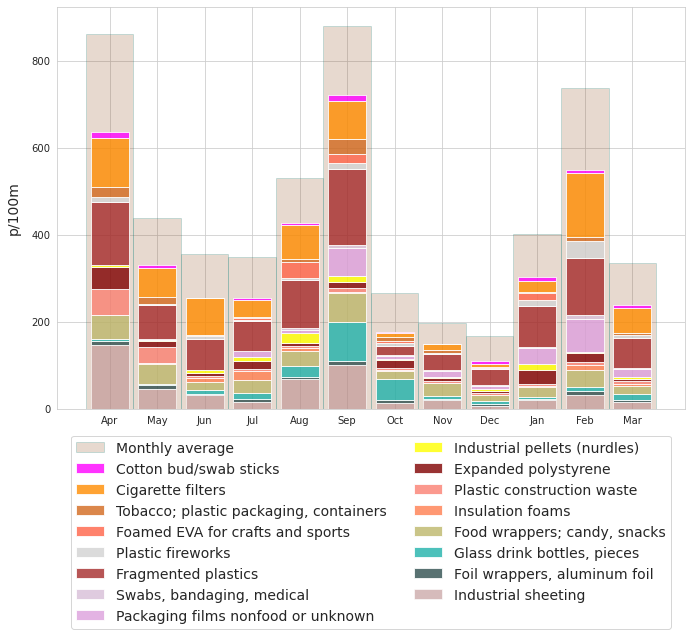 p/100m
800
600
400
200
0
Apr May Jun Jul Aug Sep Oct Nov Dec Jan Feb Mar
Monthly average
Cotton bud/swab sticks
Cigarette filters
Tobacco; plastic packaging, containers
Foamed EVA for crafts and sports
Plastic fireworks
Fragmented plastics
Swabs, bandaging, medical
Packaging films nonfood or unknown
Industrial pellets (nurdles)
Expanded polystyrene
Plastic construction waste
Insulation foams
Food wrappers; candy, snacks
Glass drink bottles, pieces
Foil wrappers, aluminum foil
Industrial sheeting